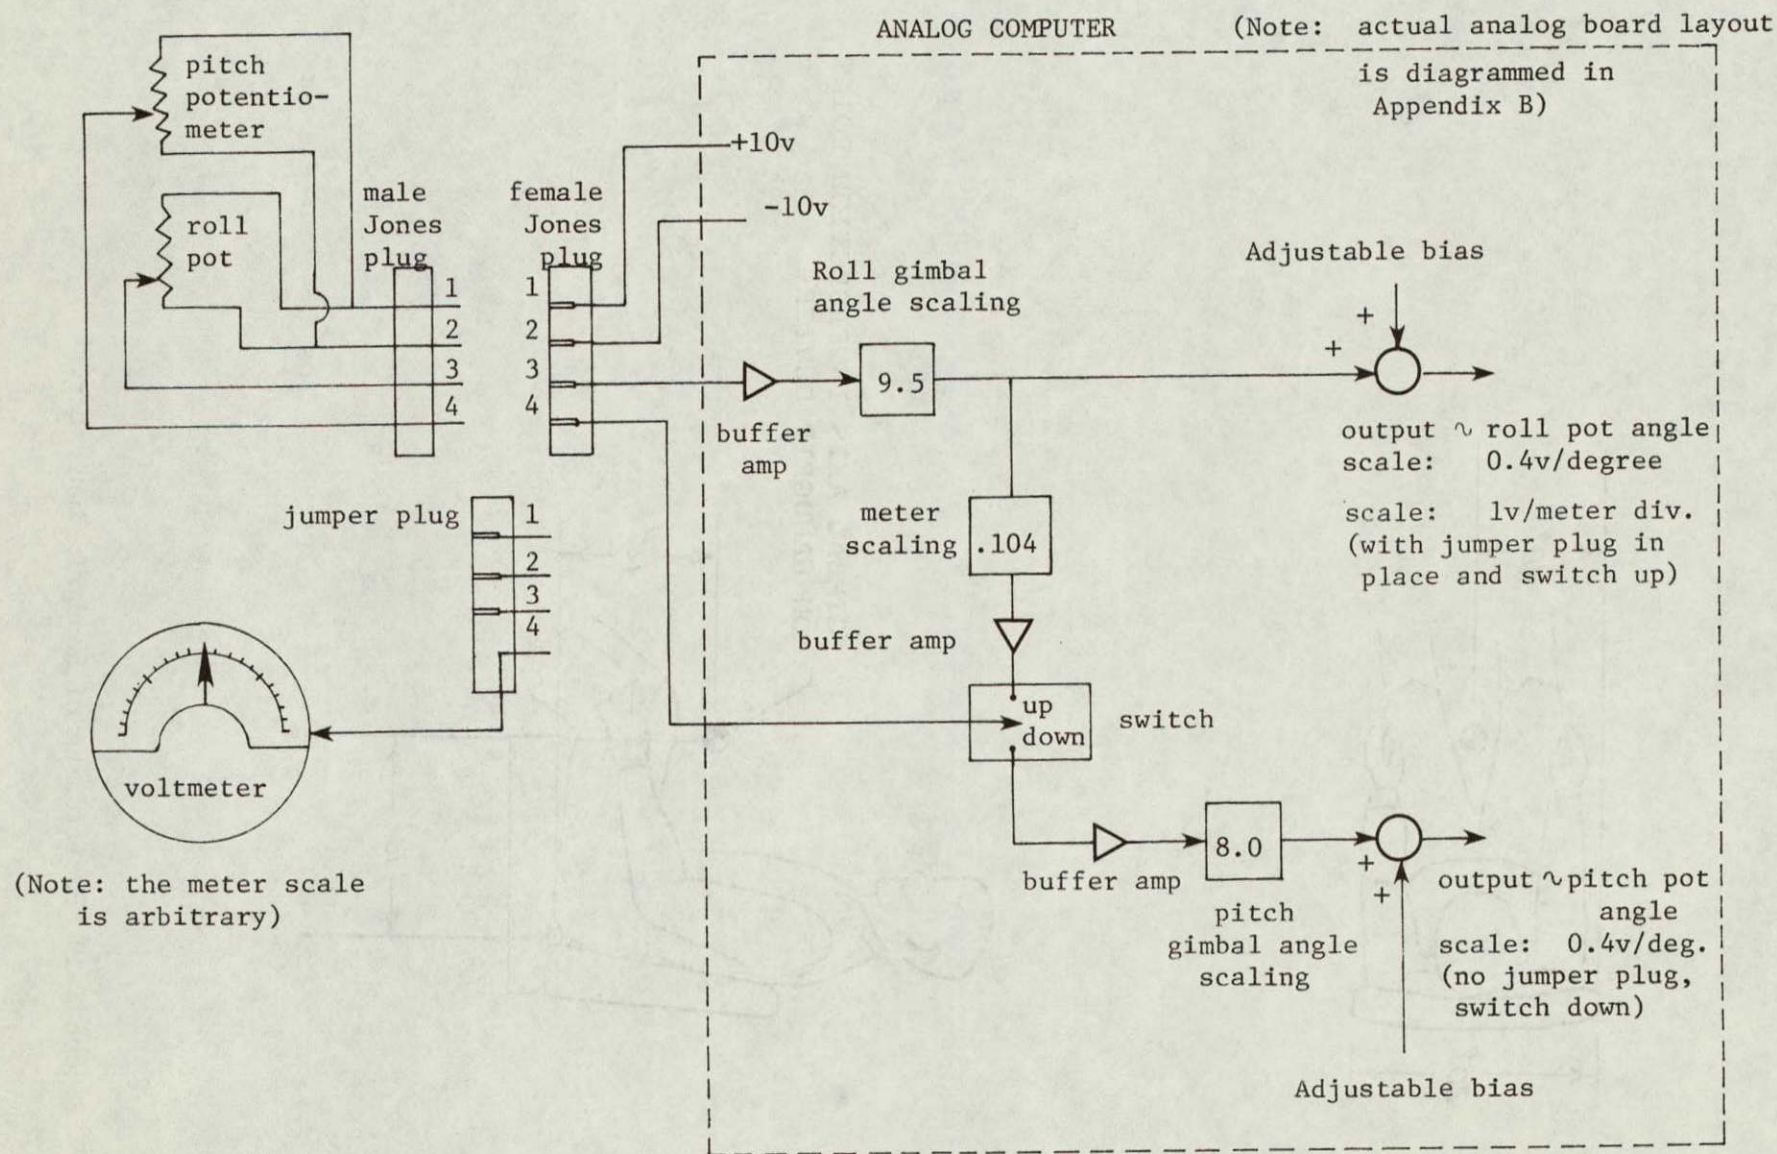 ANALOG COMPUTER
(Note: actual analog board layout
is diagrammed in
Appendix B)
pitch
potentio-
meter
roll
pot
male
Jones
plug
1
2
3
4
female
Jones
plug
1
2
3
4
+10v
-10v
Roll gimbal
angle scaling
9.5
buffer
amp
Adjustable bias
+
+
output ∿ roll pot angle
scale: 0.4v/degree
scale: 1v/meter div.
(with jumper plug in
place and switch up)
jumper plug
1
2
3
4
meter
scaling
.104
buffer amp
up
down
switch
voltmeter
(Note: the meter scale
is arbitrary)
buffer amp
8.0
pitch
gimbal angle
scaling
+
+
output ∿ pitch pot
angle
scale: 0.4v/deg.
(no jumper plug,
switch down)
Adjustable bias